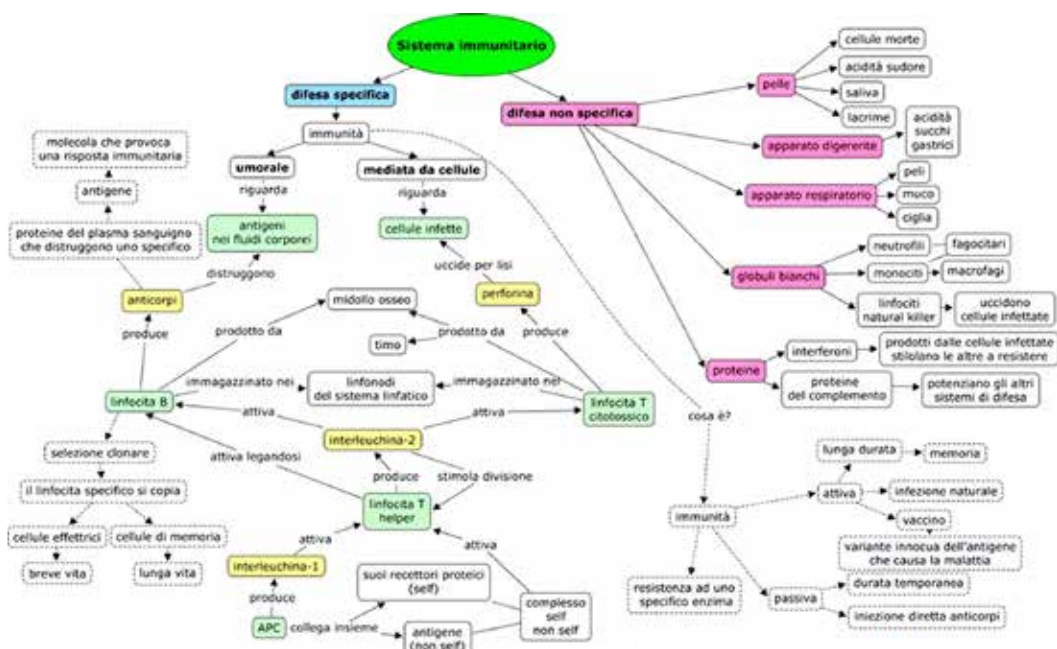 Sistema immunitario
difesa specifica
immunità
umorale
mediata da cellule
riguarda
riguarda
antigeni
nei fluidi corporei
cellule infette
molecola che provoca
una risposta immunitaria
antigene
proteine del plasma sanguigno
che distruggono uno specifico
distruggono
anticorpi
produce
uccide per lisi
perforina
produce
midollo osseo
prodotto da
prodotto da
timo
immagazzinato nei
linfonodi
del sistema linfatico
immagazzinato nei
linfocita B
linfocita T
citotossico
attiva
attiva
interleuchina-2
attiva legandosi
produce
stimola divisione
linfocita T
helper
selezione clonare
il linfocita specifico si copia
cellule effettrici
cellule di memoria
breve vita
lunga vita
attiva
attiva
interleuchina-1
produce
APC
collega insieme
suoi recettori proteici
(self)
antigene
(non self)
complesso
self
non self
difesa non specifica
pelle
cellule morte
acidità sudore
saliva
lacrime
apparato digerente
acidità
succhi
gastrici
apparato respiratorio
peli
muco
ciglia
globuli bianchi
neutrofili
fagocitari
monociti
macrofagi
linfociti
natural killer
uccidono
cellule infettate
proteine
interferoni
prodotti dalle cellule infettate
stilolano le altre a resistere
proteine
del complemento
potenziano gli altri
sistemi di difesa
cosa è?
immunità
resistenza ad uno
specifico enzima
attiva
lunga durata
memoria
infezione naturale
vaccino
variante innocua dell'antigene
che causa la malattia
passiva
durata temporanea
iniezione diretta anticorpi